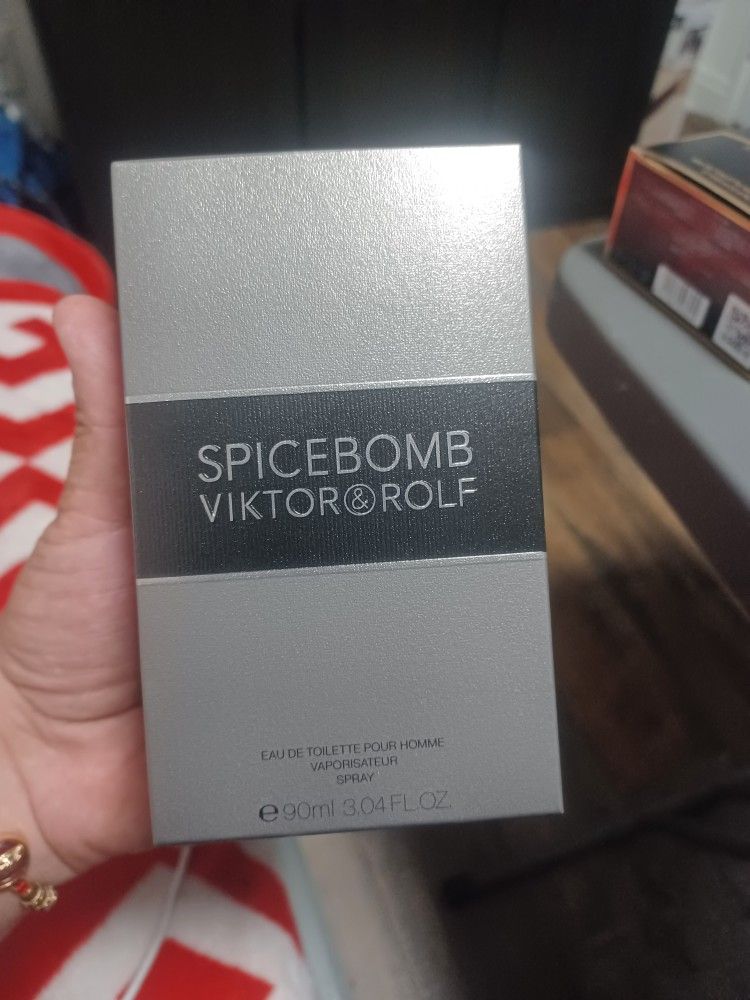 SPICEBOMB
VIKTOR&ROLF
EAU DE TOILETTE POUR HOMME
VAPORISATEUR
SPRAY
e 90ml 3.04 FL.OZ.